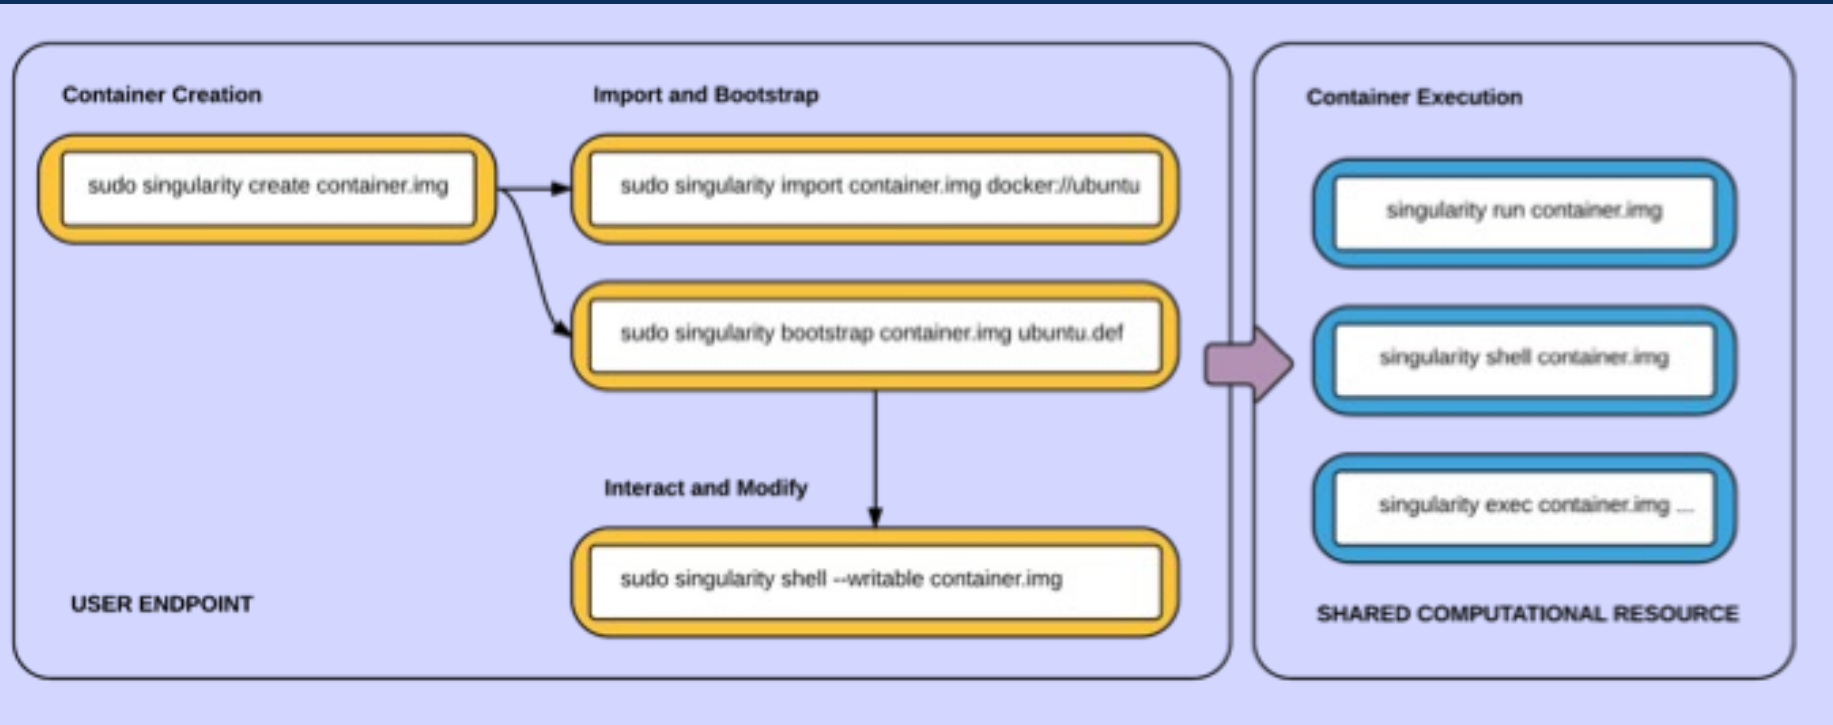 Container Creation
sudo singularity create container.img
Import and Bootstrap
sudo singularity import container.img docker://ubuntu
sudo singularity bootstrap container.img ubuntu.def
Interact and Modify
sudo singularity shell --writable container.img
USER ENDPOINT
Container Execution
singularity run container.img
singularity shell container.img
singularity exec container.img ...
SHARED COMPUTATIONAL RESOURCE